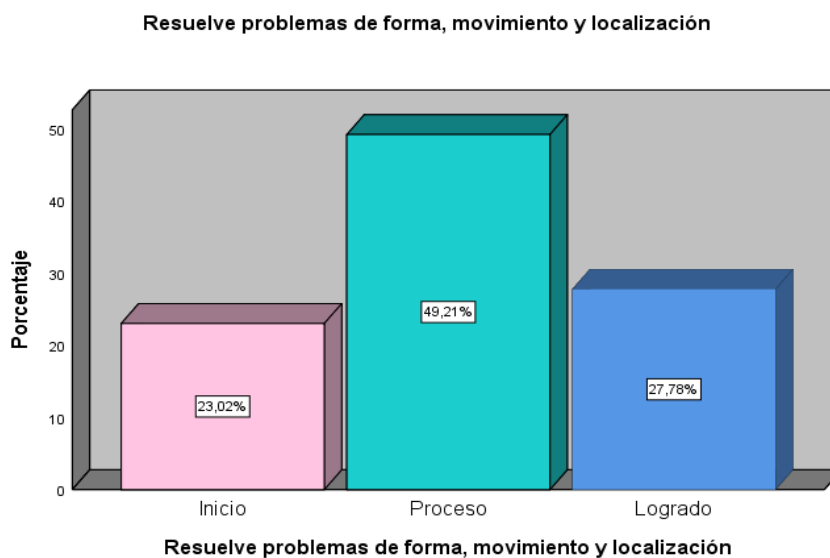 Resuelve problemas de forma, movimiento y localización
Porcentaje
50
40
30
20
10
0
23,02%
49,21%
27,78%
Inicio
Proceso
Logrado
Resuelve problemas de forma, movimiento y localización